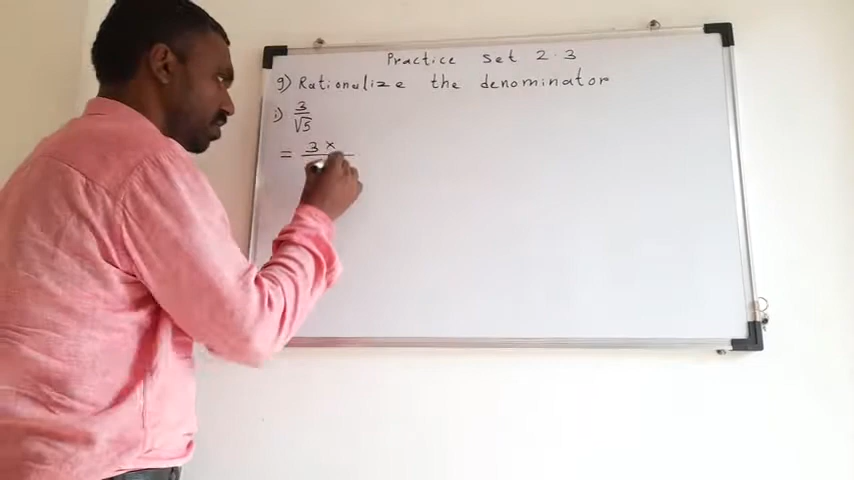 Practice Set 2.3
9) Rationalize the denominator
i) 3
√5
= 3 ×